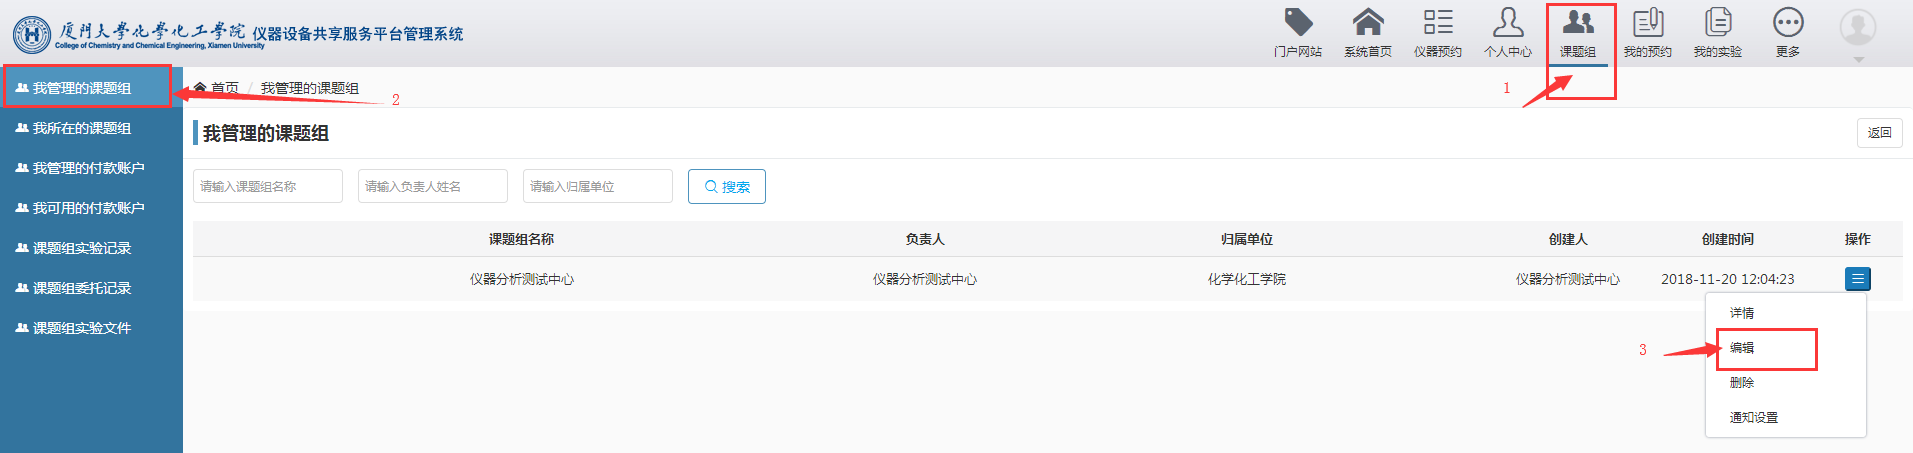 厦门大学化学化工学院 仪器设备共享服务平台管理系统
College of Chemistry and Chemical Engineering, Xiamen University
门户网站 系统首页 仪器预约 个人中心 课题组 我的预约 我的实验 更多
1
我管理的课题组
我所在的课题组
我管理的付款账户
我可用的付款账户
课题组实验记录
课题组委托记录
课题组实验文件
2
首页 / 我管理的课题组
我管理的课题组
返回
请输入课题组名称 请输入负责人姓名 请输入归属单位 搜索
课题组名称 负责人 归属单位 创建人 创建时间 操作
仪器分析测试中心 仪器分析测试中心 化学化工学院 仪器分析测试中心 2018-11-20 12:04:23
详情
3 编辑
删除
通知设置